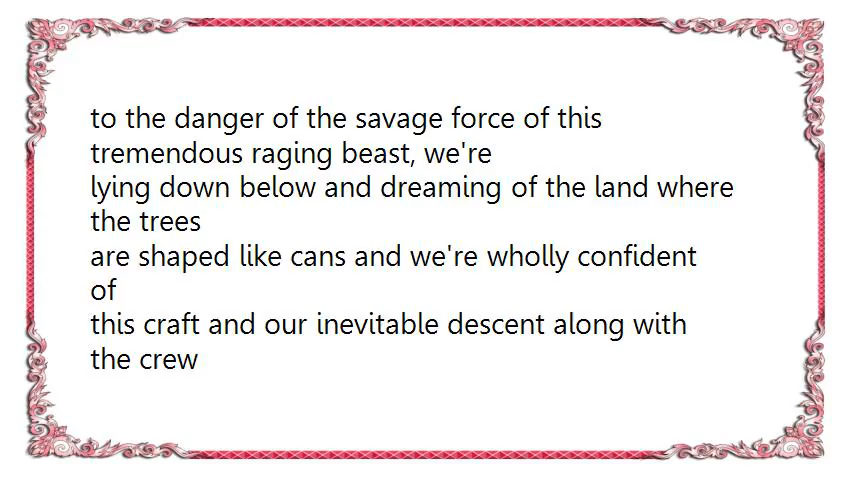 to the danger of the savage force of this
tremendous raging beast, we're
lying down below and dreaming of the land where
the trees
are shaped like cans and we're wholly confident
of
this craft and our inevitable descent along with
the crew